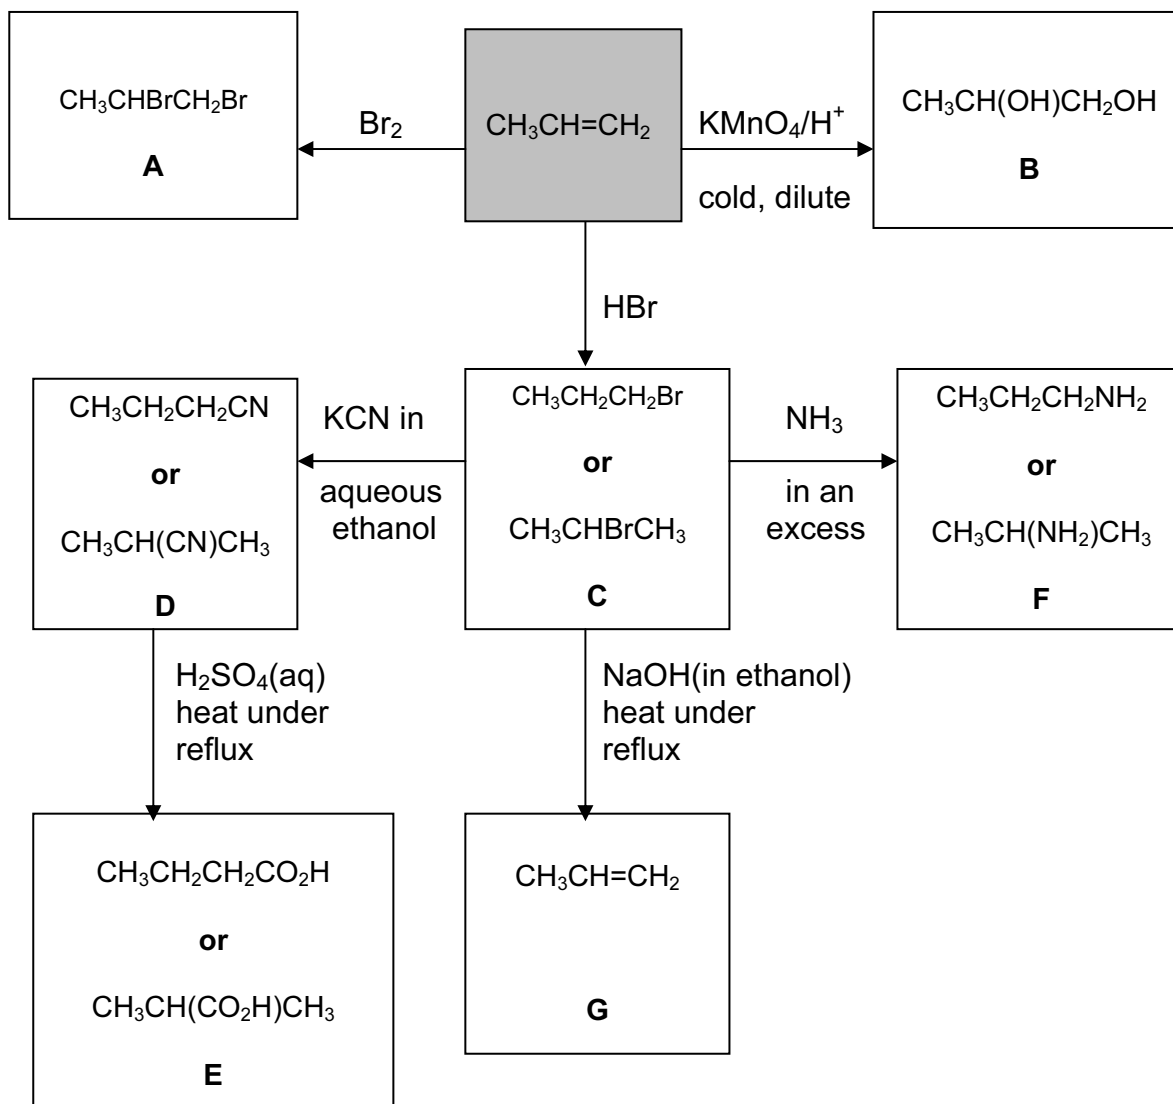 CH₃CHBrCH₂Br
A
Br₂
CH₃CH=CH₂
KMnO₄/H⁺
cold, dilute
CH₃CH(OH)CH₂OH
B
HBr
CH₃CH₂CH₂CN
or
CH₃CH(CN)CH₃
D
KCN in
aqueous
ethanol
CH₃CH₂CH₂Br
or
CH₃CHBrCH₃
C
NH₃
in an
excess
CH₃CH₂CH₂NH₂
or
CH₃CH(NH₂)CH₃
F
H₂SO₄(aq)
heat under
reflux
NaOH(in ethanol)
heat under
reflux
CH₃CH₂CH₂CO₂H
or
CH₃CH(CO₂H)CH₃
E
CH₃CH=CH₂
G